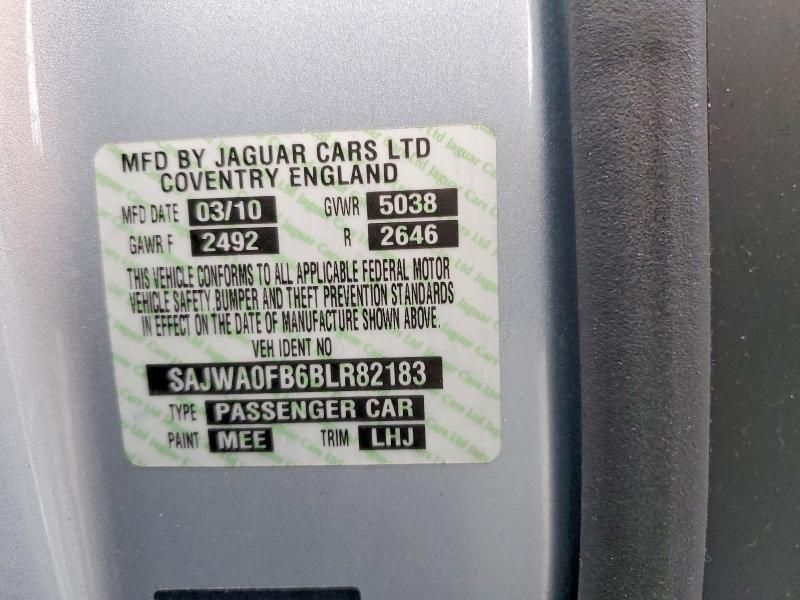 MFD BY JAGUAR CARS LTD
COVENTRY ENGLAND
MFD DATE 03/10 GVWR 5038
GAWR F 2492 R 2646
THIS VEHICLE CONFORMS TO ALL APPLICABLE FEDERAL MOTOR
VEHICLE SAFETY BUMPER AND THEFT PREVENTION STANDARDS
IN EFFECT ON THE DATE OF MANUFACTURE SHOWN ABOVE.
VEH IDENT NO
SAJWA0FB6BLR82183
TYPE PASSENGER CAR
PAINT MEE TRIM LHJ